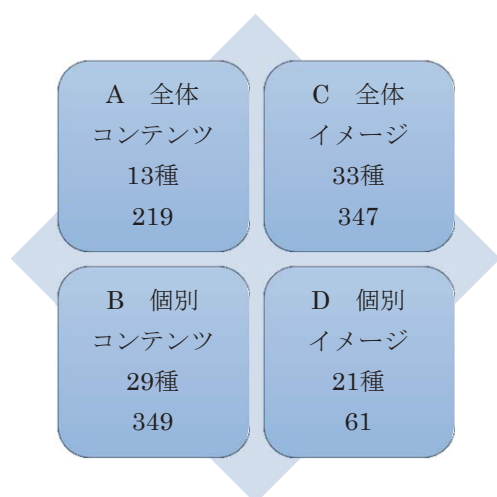 A 全体
コンテンツ
13種
219
C 全体
イメージ
33種
347
B 個別
コンテンツ
29種
349
D 個別
イメージ
21種
61